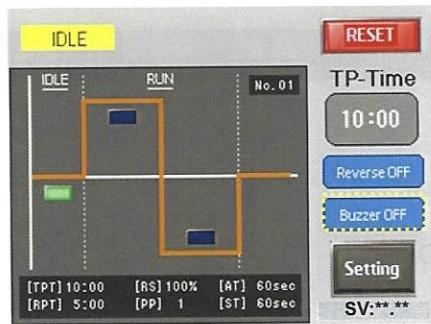 IDLE
RESET
IDLE RUN No.01
TP-Time
10:00
Reverse OFF
Buzzer OFF
Setting
[TPT] 10:00 [RS] 100% [AT] 60sec
[RPT] 5:00 [PP] 1 [ST] 60sec
SV:**.**